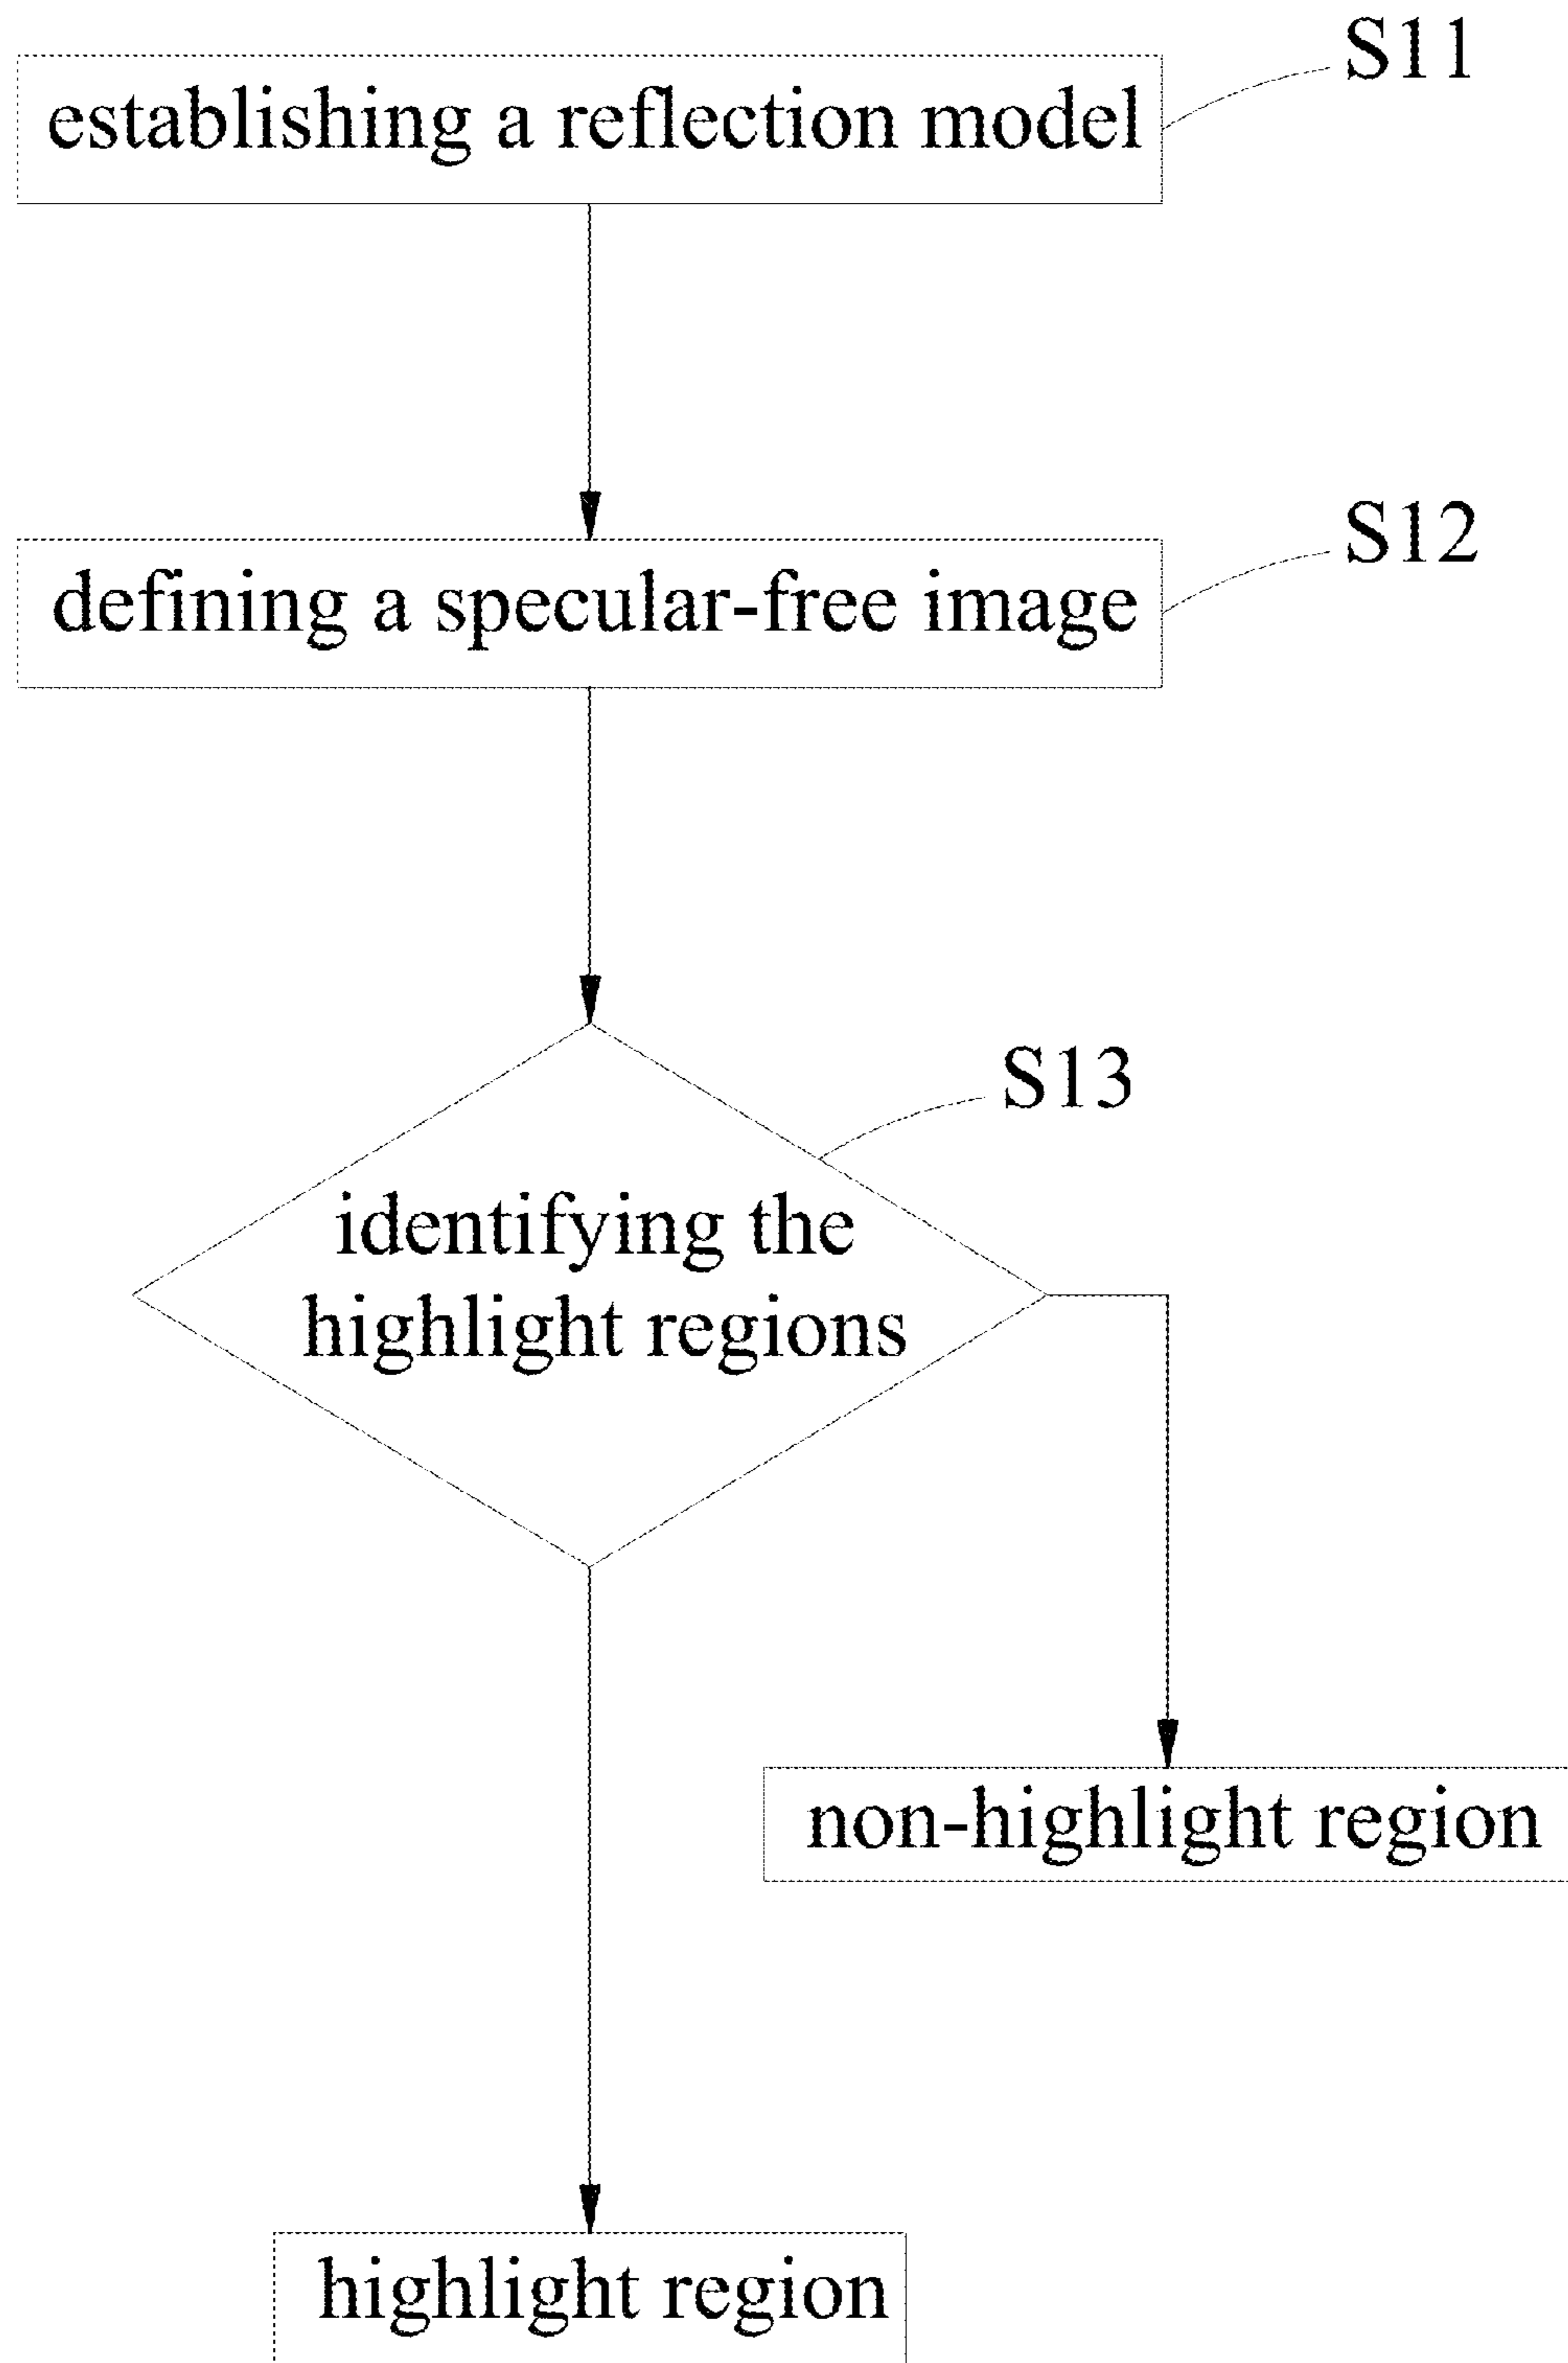 S11
establishing a reflection model
S12
defining a specular-free image
S13
identifying the
highlight regions
non-highlight region
highlight region